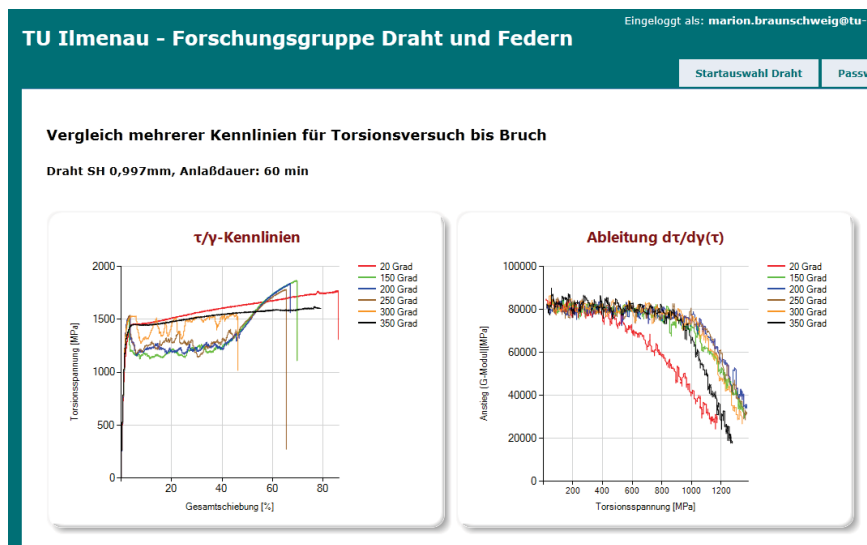 Eingeloggt als: marion.braunschweig@tu-
TU Ilmenau - Forschungsgruppe Draht und Federn
Startauswahl Draht
Vergleich mehrerer Kennlinien für Torsionsversuch bis Bruch
Draht SH 0,997mm, Anlaßdauer: 60 min
τ/γ-Kennlinien
2000
1500
1000
500
0
20
40
60
80
Torsionsspannung [MPa]
Gesamtschiebung [%]
20 Grad
150 Grad
200 Grad
250 Grad
300 Grad
350 Grad
Ableitung dτ/dγ(τ)
100000
80000
60000
40000
20000
0
200
400
600
800
1000
1200
Anstieg (G-Modul)[MPa]
Torsionsspannung [MPa]
20 Grad
150 Grad
200 Grad
250 Grad
300 Grad
350 Grad